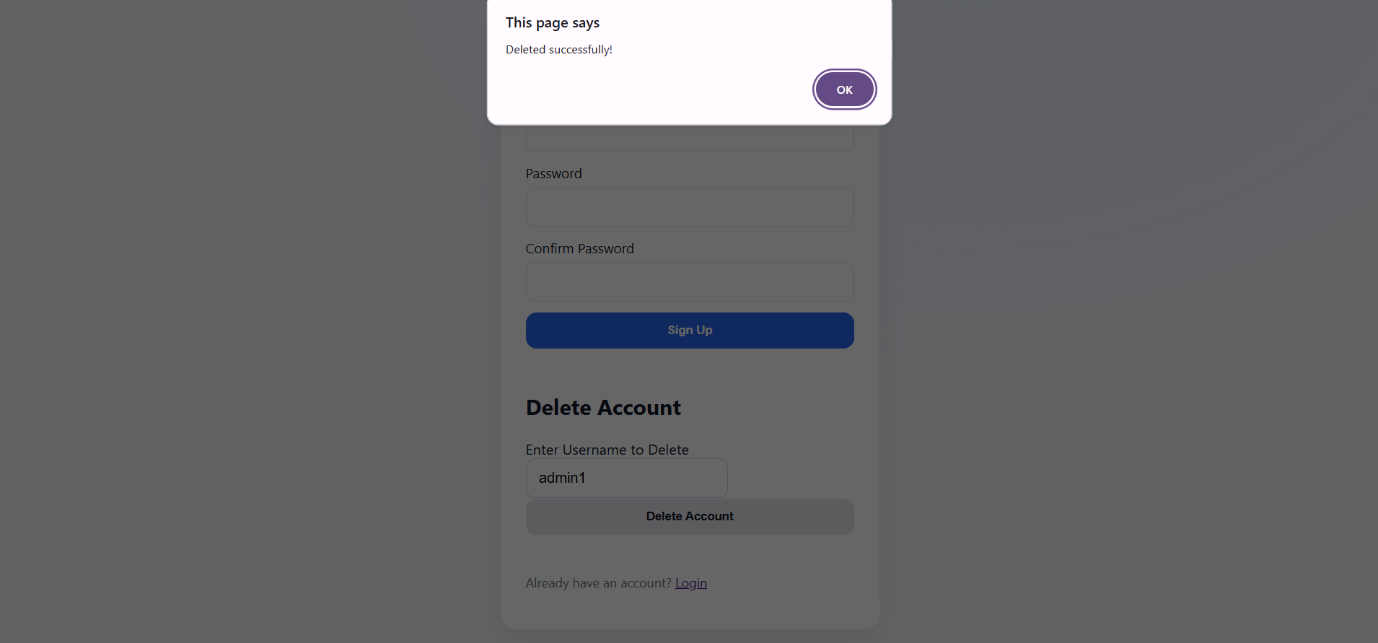 This page says
Deleted successfully!
OK
Password
Confirm Password
Sign Up
Delete Account
Enter Username to Delete
admin1
Delete Account
Already have an account? Login